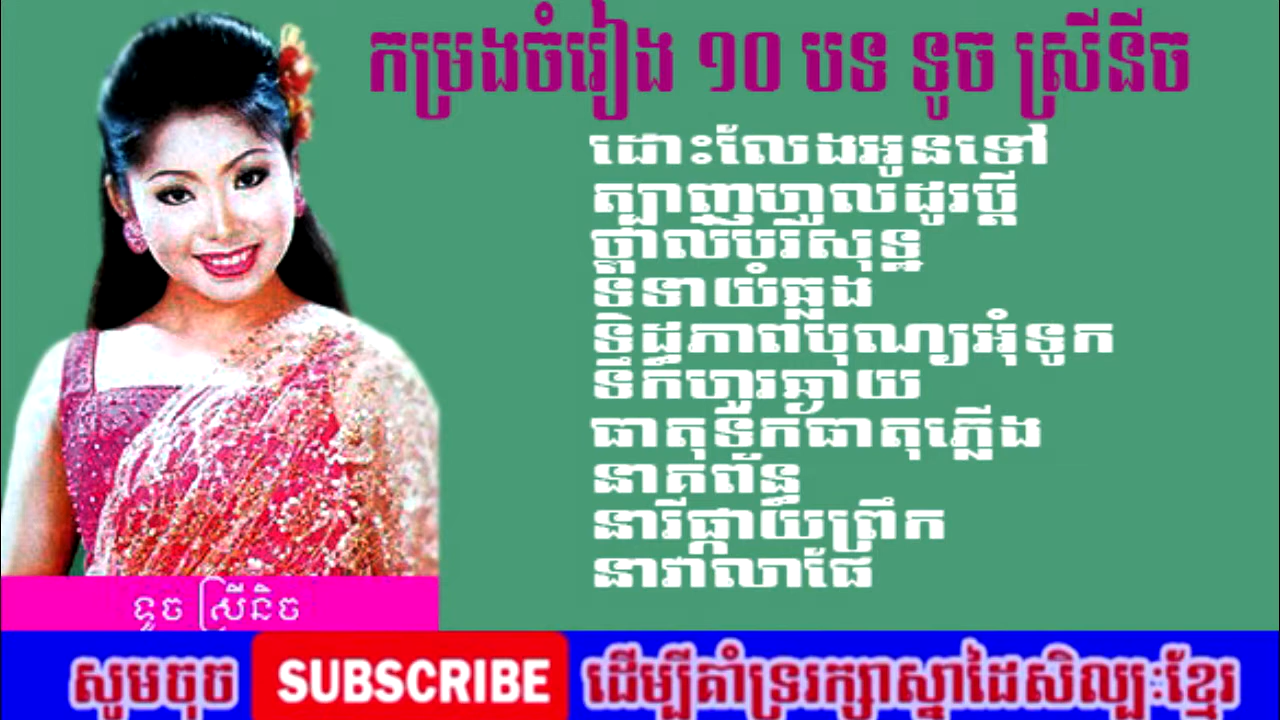 កម្រងចំរៀង ១០ បទ ទូច ស្រីនីច
ដោះលែងអូនទៅ
ត្បាញហូលដូរប្ដី
ថ្ពាល់បរិសុទ្ធ
ទំទាយំឆ្លង
ទិដ្ឋភាពបុណ្យអុំទូក
ទឹកហូរឆ្ងាយ
ធាតុទឹកធាតុភ្លើង
នាគព័ន្ធ
នារីផ្កាយព្រឹក
នាវាលាផែ
ទូច ស្រីនិច
សូមចុច SUBSCRIBE ដើម្បីគាំទ្ររក្សាស្នាដៃសិល្បៈខ្មែរ